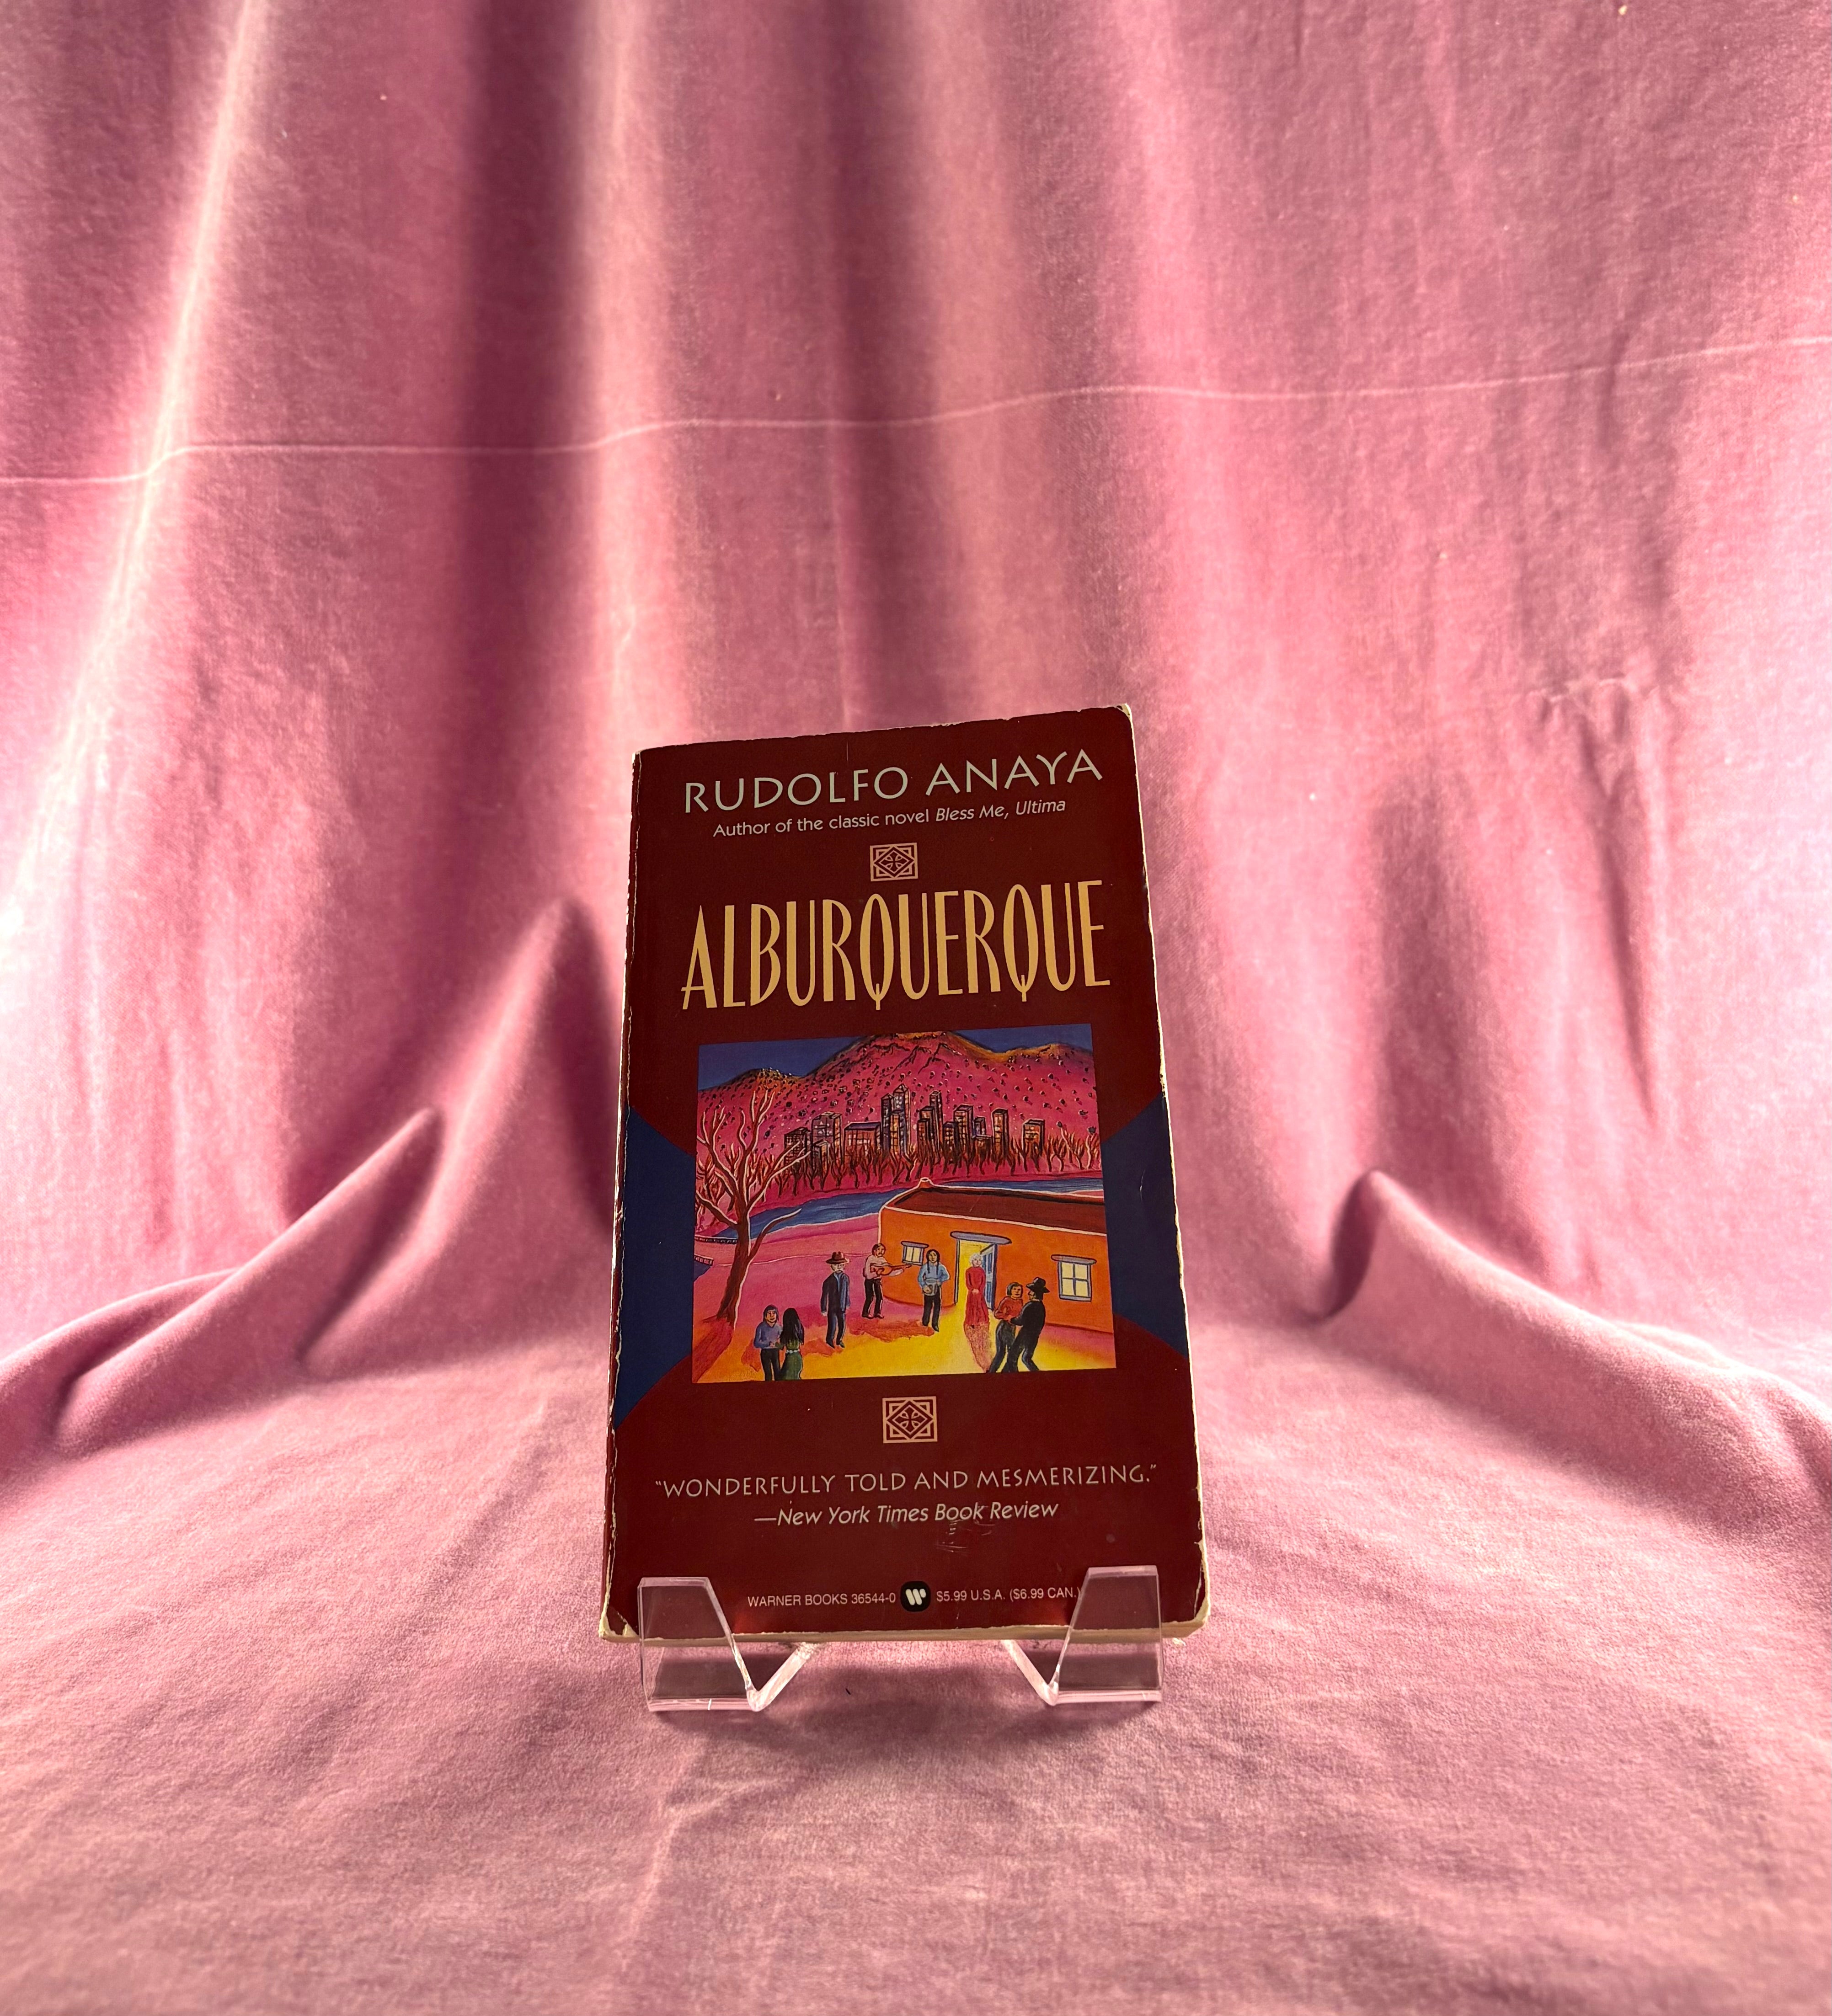 RUDOLFO ANAYA
Author of the classic novel Bless Me, Ultima
ALBURQUERQUE
“WONDERFULLY TOLD AND MESMERIZING.”
—New York Times Book Review
WARNER BOOKS 36544-0 W $5.99 U.S.A. ($6.99 CAN.)